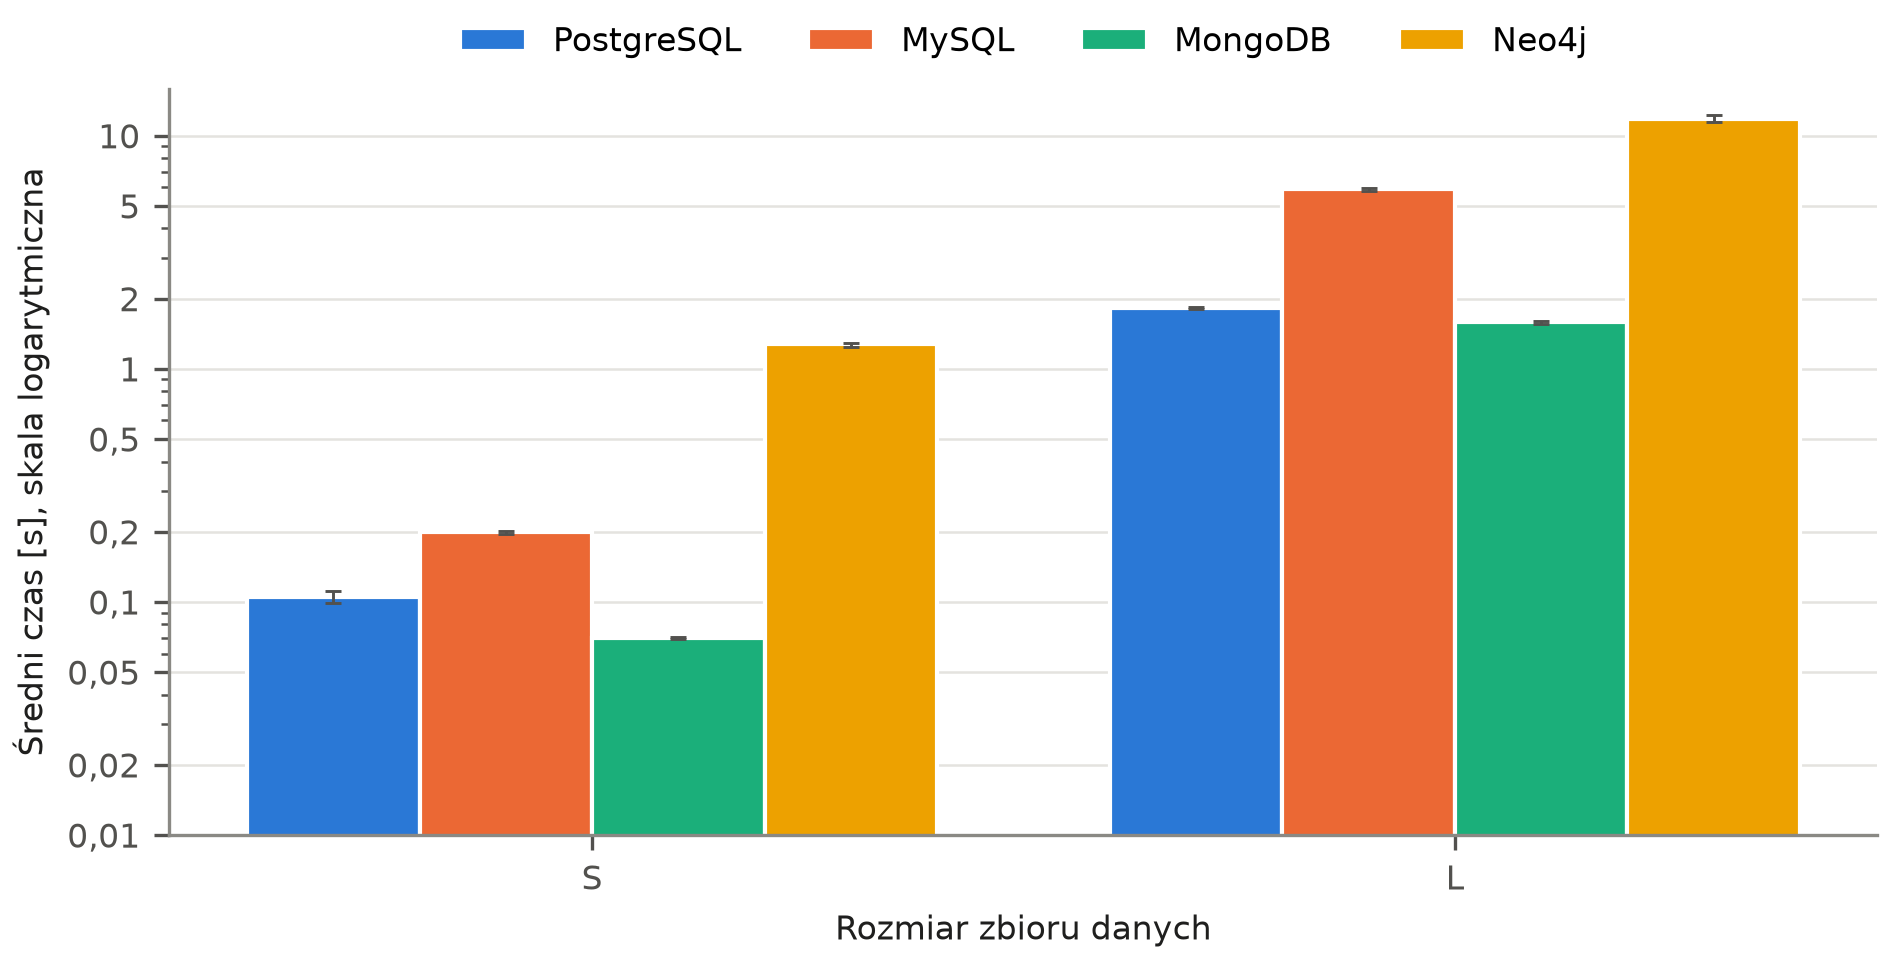 PostgreSQL MySQL MongoDB Neo4j
Średni czas [s], skala logarytmiczna
10
5
2
1
0,5
0,2
0,1
0,05
0,02
0,01
S L
Rozmiar zbioru danych